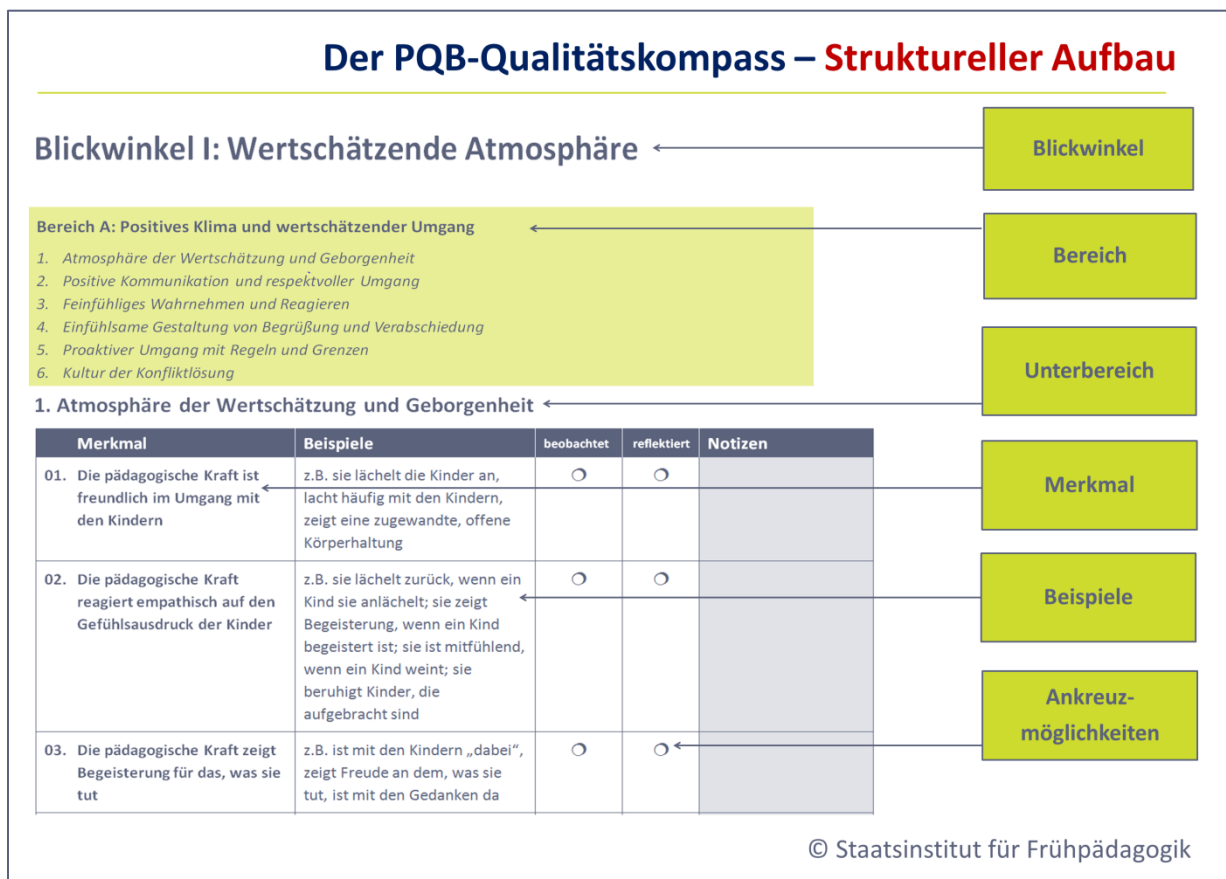 Der PQB-Qualitätskompass – Struktureller Aufbau
Blickwinkel I: Wertschätzende Atmosphäre
Blickwinkel
Bereich A: Positives Klima und wertschätzender Umgang
1. Atmosphäre der Wertschätzung und Geborgenheit
2. Positive Kommunikation und respektvoller Umgang
3. Feinfühliges Wahrnehmen und Reagieren
4. Einfühlsame Gestaltung von Begrüßung und Verabschiedung
5. Proaktiver Umgang mit Regeln und Grenzen
6. Kultur der Konfliktlösung
Bereich
1. Atmosphäre der Wertschätzung und Geborgenheit
Unterbereich
Merkmal Beispiele beobachtet reflektiert Notizen
01. Die pädagogische Kraft ist
freundlich im Umgang mit
den Kindern
z.B. sie lächelt die Kinder an,
lacht häufig mit den Kindern,
zeigt eine zugewandte, offene
Körperhaltung
Merkmal
02. Die pädagogische Kraft
reagiert empathisch auf den
Gefühlsausdruck der Kinder
z.B. sie lächelt zurück, wenn ein
Kind sie anlächelt; sie zeigt
Begeisterung, wenn ein Kind
begeistert ist; sie ist mitfühlend,
wenn ein Kind weint; sie
beruhigt Kinder, die
aufgebracht sind
Beispiele
03. Die pädagogische Kraft zeigt
Begeisterung für das, was sie
tut
z.B. ist mit den Kindern „dabei“,
zeigt Freude an dem, was sie
tut, ist mit den Gedanken da
Ankreuz-
möglichkeiten
© Staatsinstitut für Frühpädagogik